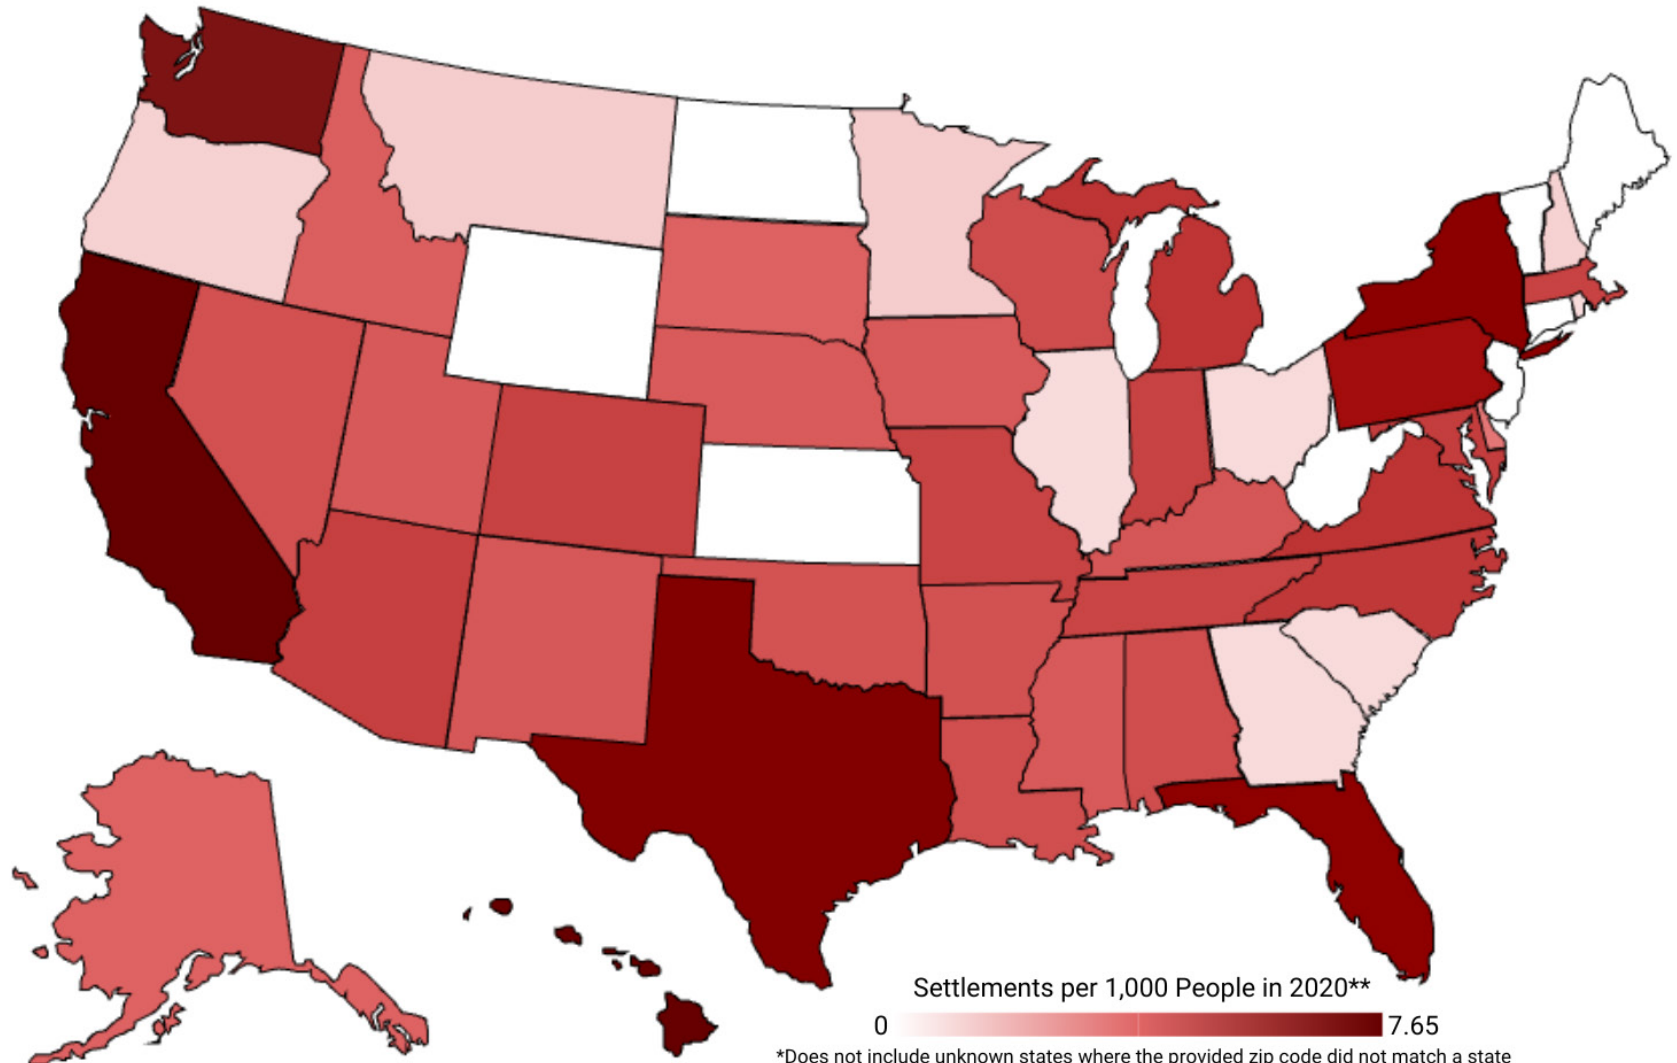 Settlements per 1,000 People in 2020**
0 7.65
*Does not include unknown states where the provided zip code did not match a state